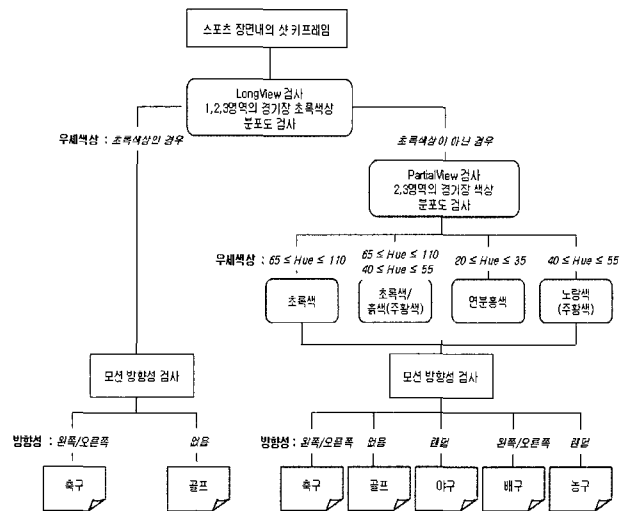 스포츠 장면내의 샷 키프레임
LongView 검사
1,2,3영역의 경기장 초록색상
분포도 검사
우세색상 : 초록색상인 경우
초록색상이 아닌 경우
PartialView 검사
2,3영역의 경기장 색상
분포도 검사
우세색상 : 65 ≤ Hue ≤ 110
65 ≤ Hue ≤ 110
40 ≤ Hue ≤ 55
20 ≤ Hue ≤ 35
40 ≤ Hue ≤ 55
초록색
초록색/
흙색(주황색)
연분홍색
노랑색
(주황색)
모션 방향성 검사
모션 방향성 검사
방향성 : 왼쪽/오른쪽
없음
방향성 : 왼쪽/오른쪽
없음
랜덤
왼쪽/오른쪽
랜덤
축구
골프
축구
골프
야구
배구
농구